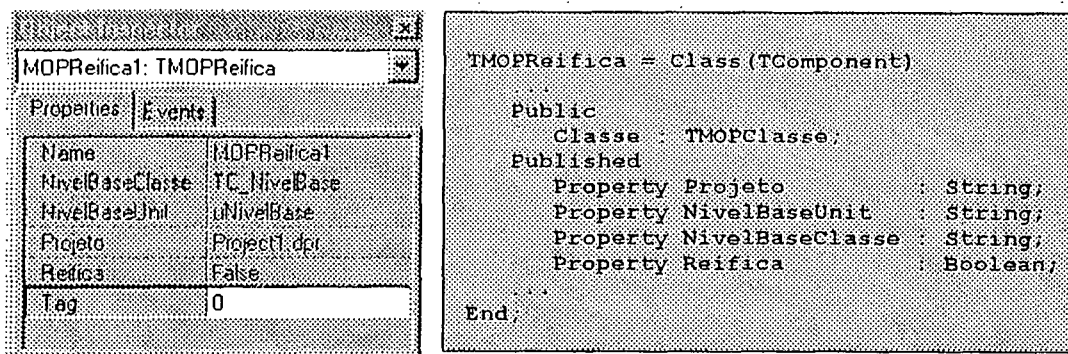 MOPReifica1: TMOPReifica
Properties Events
Name MOPReifica1
NivelBaseClasse TC_NivelBase
NivelBaseUnit uNivelBase
Projeto Project1.dpr
Reifica False
Tag 0
TMOPReifica = Class(TComponent)
...
Public
Classe : TMOPClasse;
Published
Property Projeto : String;
Property NivelBaseUnit : String;
Property NivelBaseClasse : String;
Property Reifica : Boolean;
...
End;